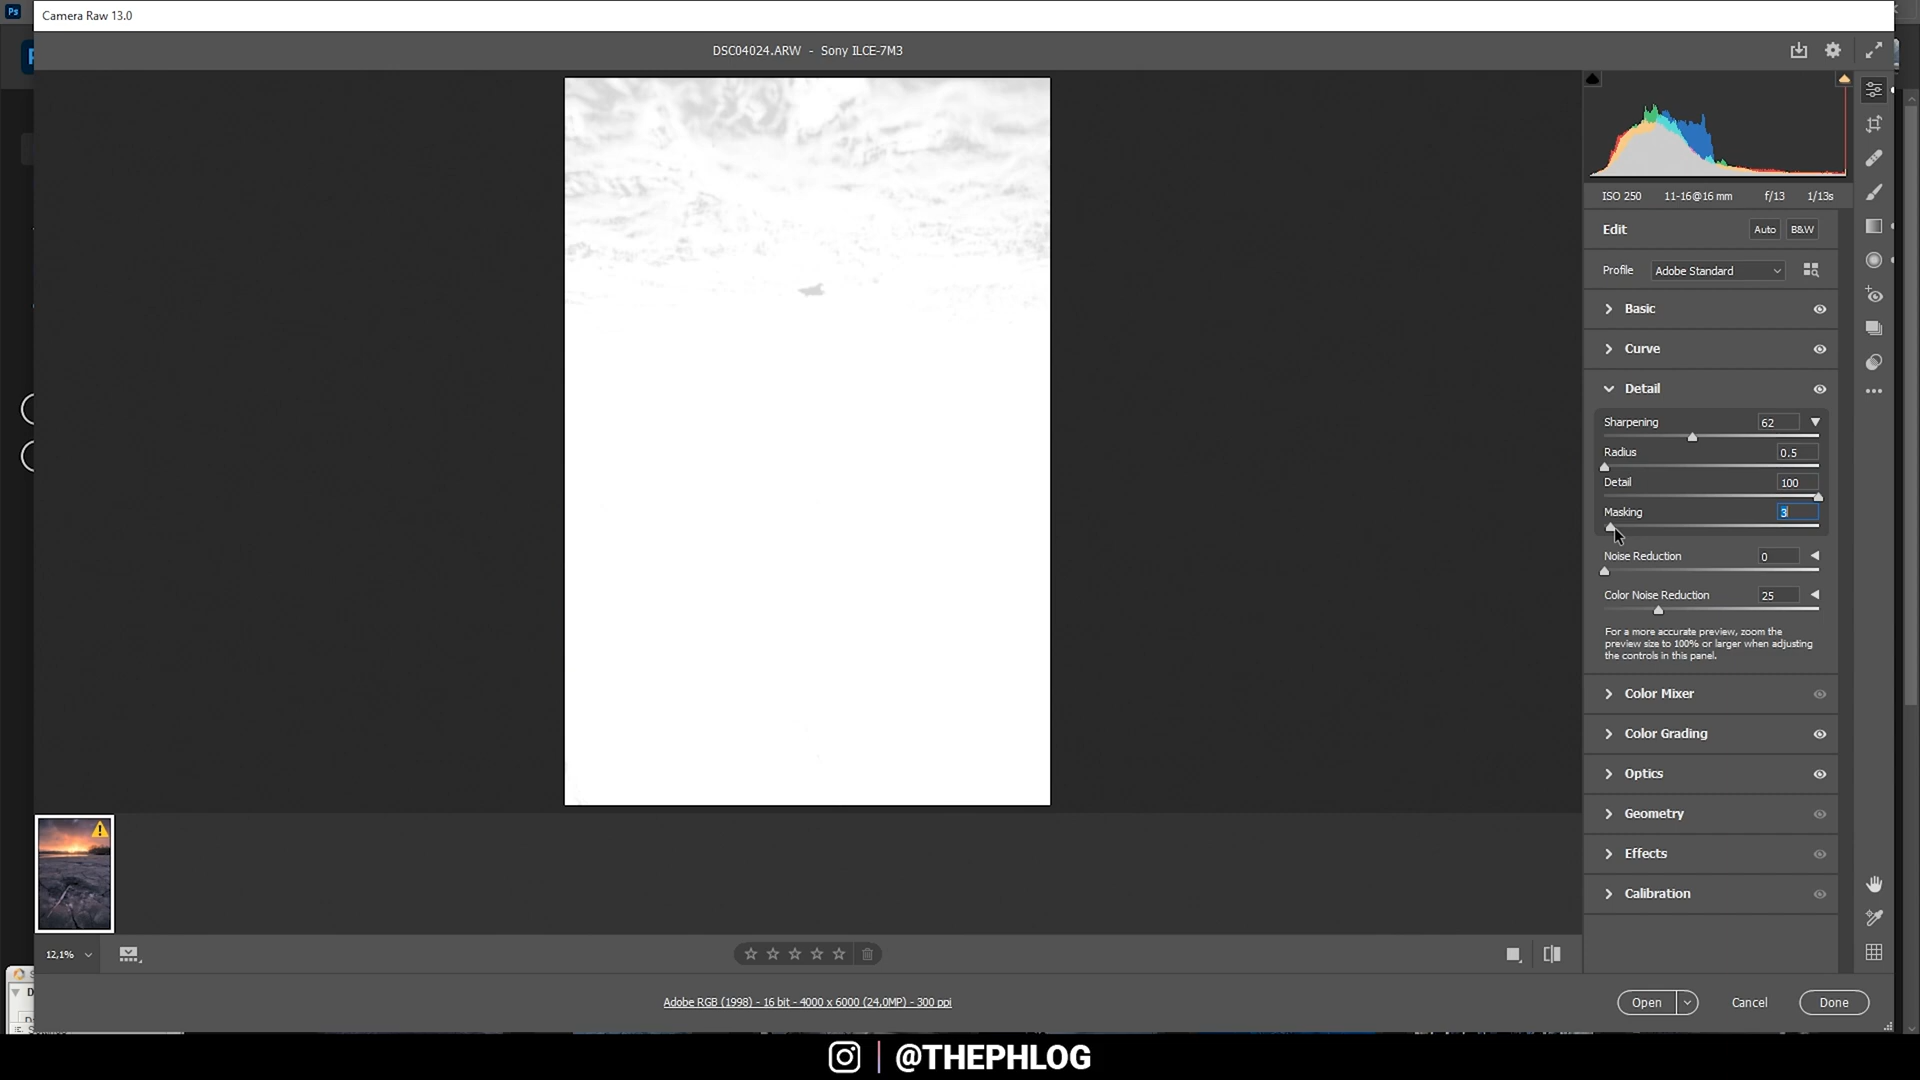 Ps
Camera Raw 13.0
DSC04024.ARW - Sony ILCE-7M3
ISO 250 11-16@16 mm f/13 1/13s
Edit Auto B&W
Profile Adobe Standard
Basic
Curve
Detail
Sharpening 62
Radius 0.5
Detail 100
Masking 3
Noise Reduction 0
Color Noise Reduction 25
For a more accurate preview, zoom the
preview size to 100% or larger when adjusting
the controls in this panel.
Color Mixer
Color Grading
Optics
Geometry
Effects
Calibration
12,1%
Adobe RGB (1998) - 16 bit - 4000 x 6000 (24,0MP) - 300 ppi
Open Cancel Done
@THEPHLOG